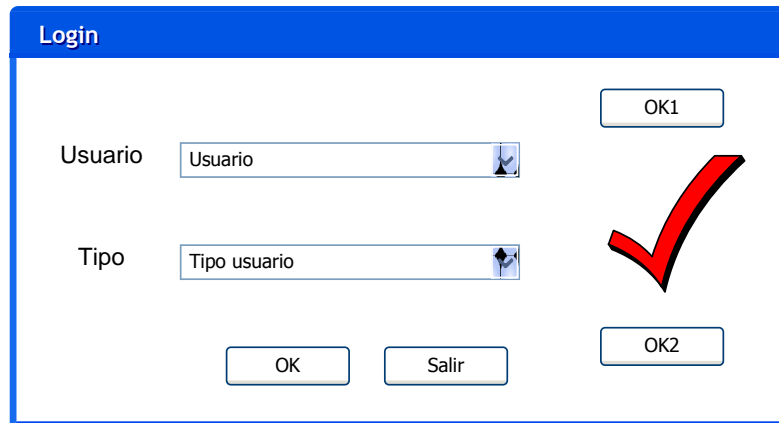 Login
OK1
Usuario Usuario
Tipo Tipo usuario
OK2
OK Salir